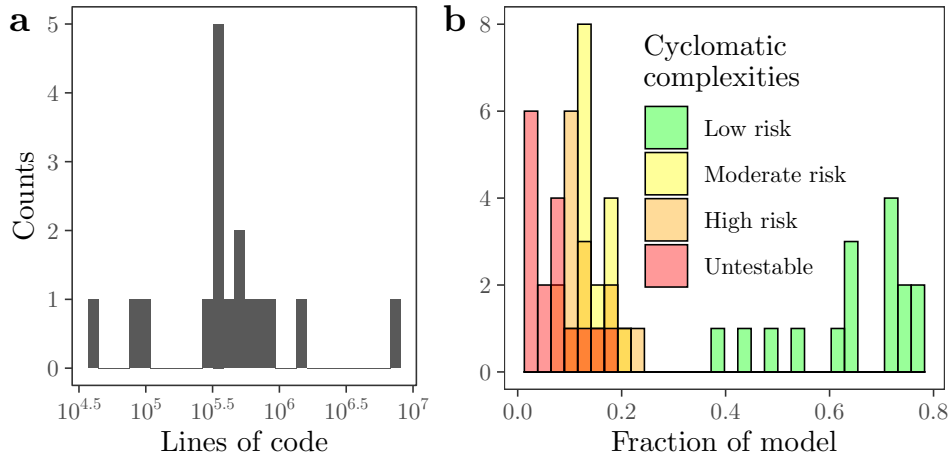 a
5
4
3
2
1
0
Counts
10^4.5 10^5 10^5.5 10^6 10^6.5 10^7
Lines of code
b
8
6
4
2
0
Cyclomatic
complexities
Low risk
Moderate risk
High risk
Untestable
0.0 0.2 0.4 0.6 0.8
Fraction of model